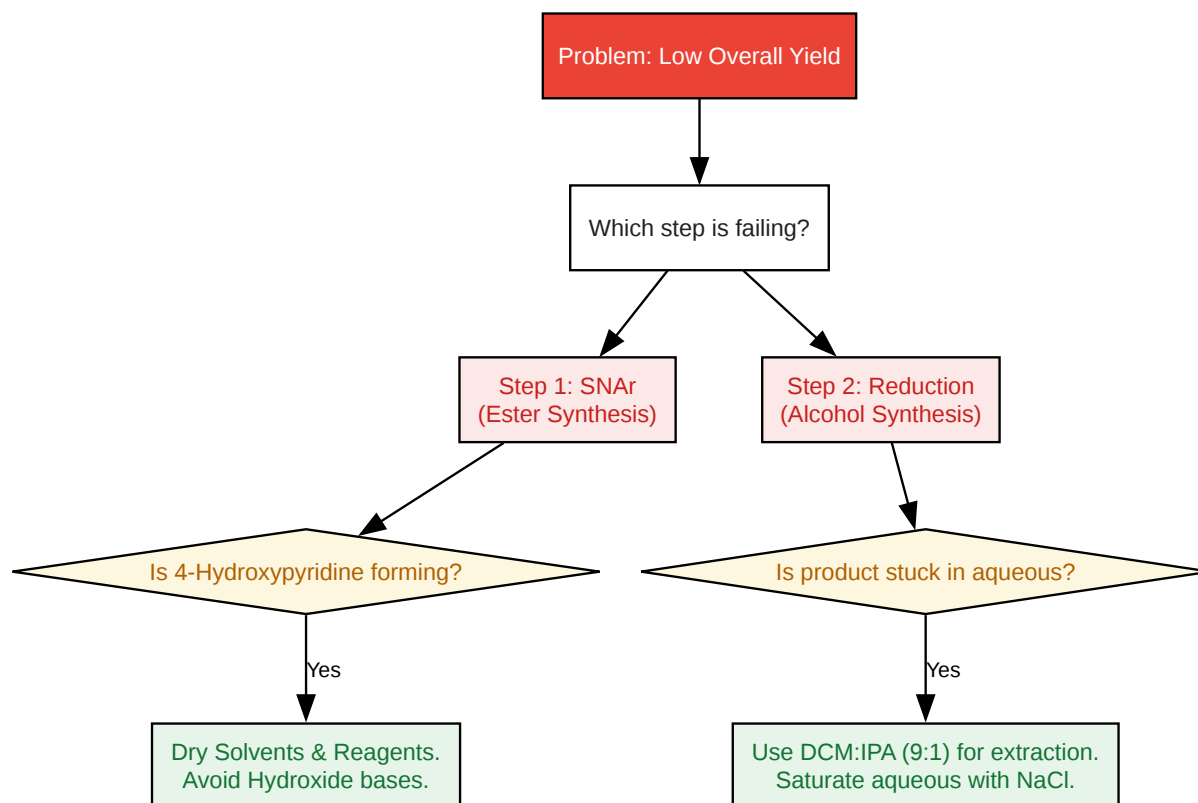 Problem: Low Overall Yield
Which step is failing?
Step 1: SNAr
(Ester Synthesis)
Step 2: Reduction
(Alcohol Synthesis)
Is 4-Hydroxypyridine forming?
Is product stuck in aqueous?
Yes
Yes
Dry Solvents & Reagents.
Avoid Hydroxide bases.
Use DCM:IPA (9:1) for extraction.
Saturate aqueous with NaCl.